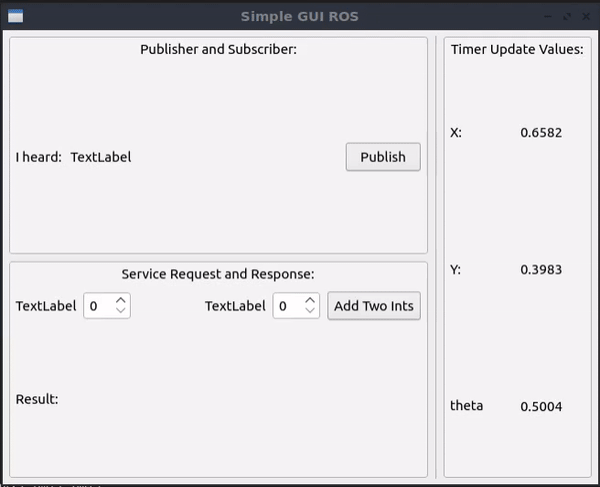 Simple GUI ROS
Publisher and Subscriber:
I heard: TextLabel
Publish
Service Request and Response:
TextLabel 0 TextLabel 0 Add Two Ints
Result:
Timer Update Values:
X: 0.6582
Y: 0.3983
theta 0.5004